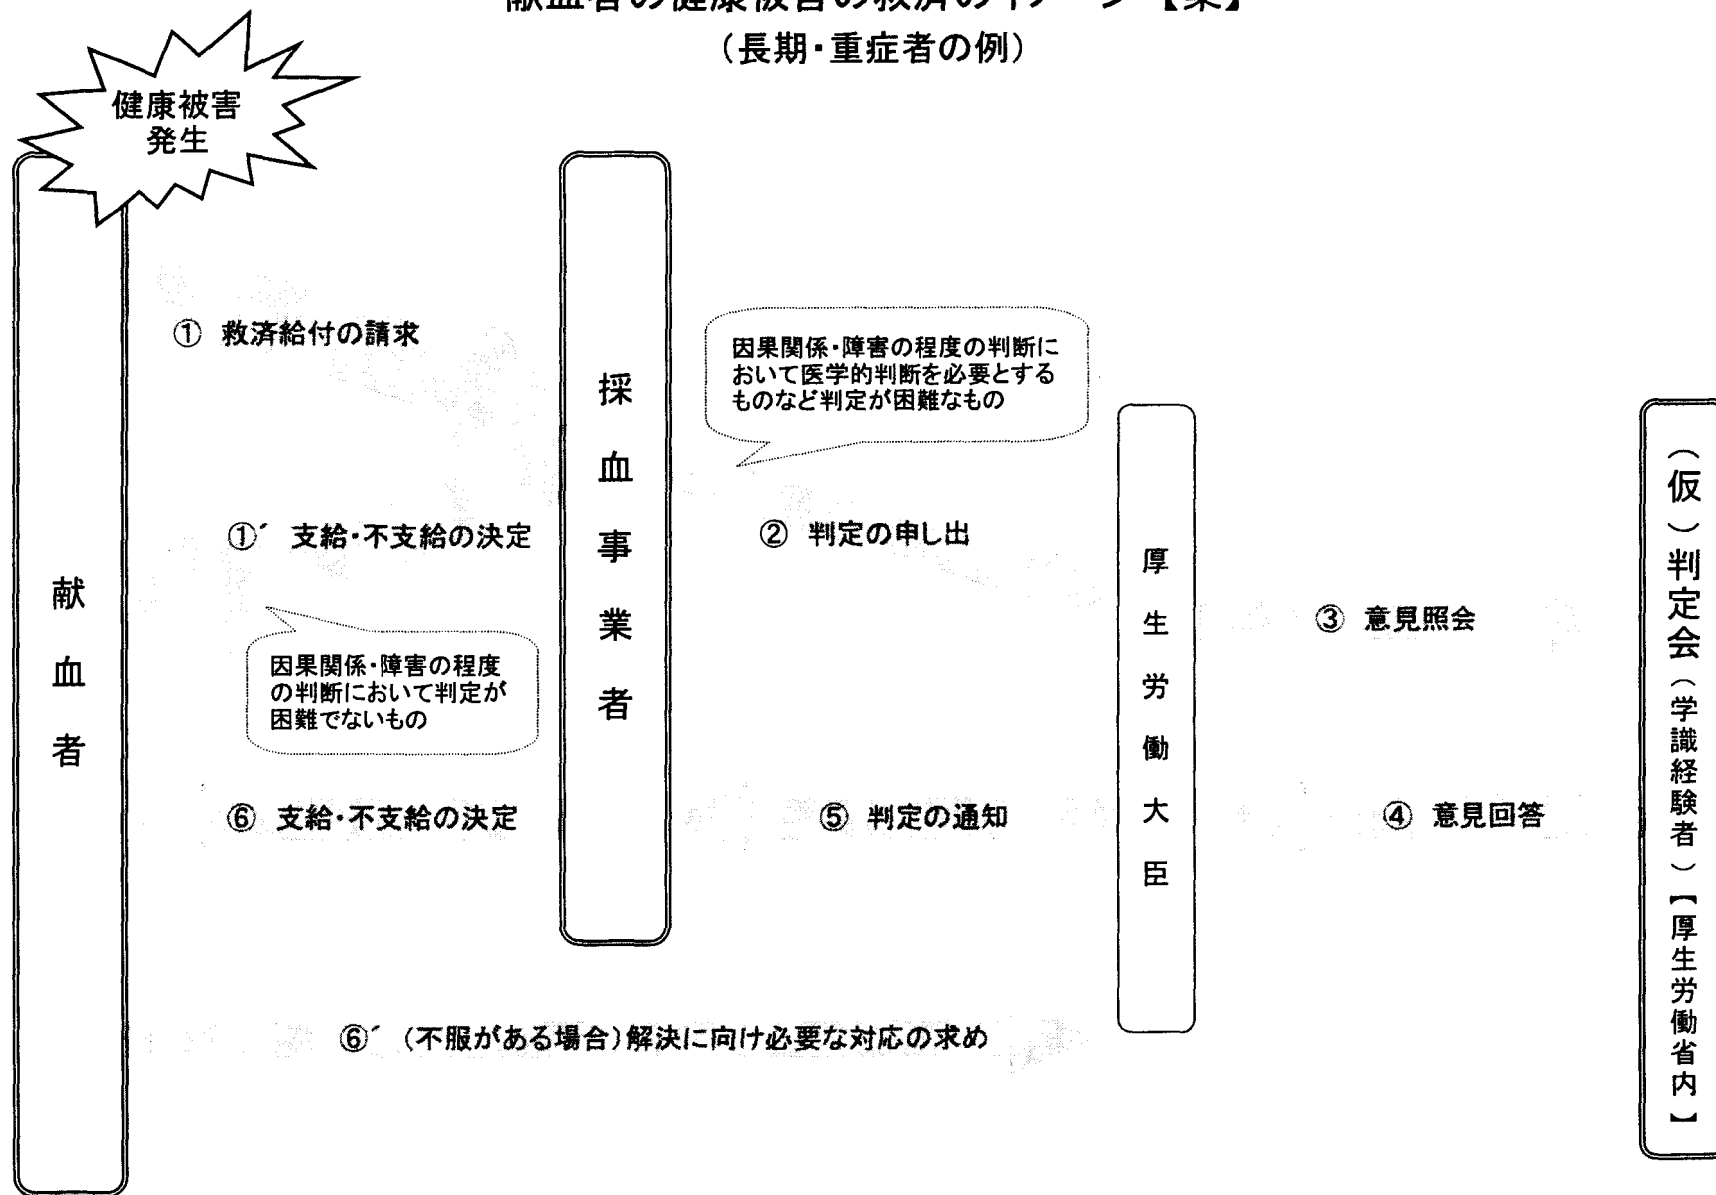 献血者の健康被害の救済のイメージ【案】
（長期・重症者の例）
健康被害
発生
献血者
採血事業者
厚生労働大臣
（仮）判定会（学識経験者）【厚生労働省内】
① 救済給付の請求
因果関係・障害の程度の判断に
おいて医学的判断を必要とする
ものなど判定が困難なもの
①´ 支給・不支給の決定
② 判定の申し出
③ 意見照会
因果関係・障害の程度
の判断において判定が
困難でないもの
⑥ 支給・不支給の決定
⑤ 判定の通知
④ 意見回答
⑥´ （不服がある場合）解決に向け必要な対応の求め